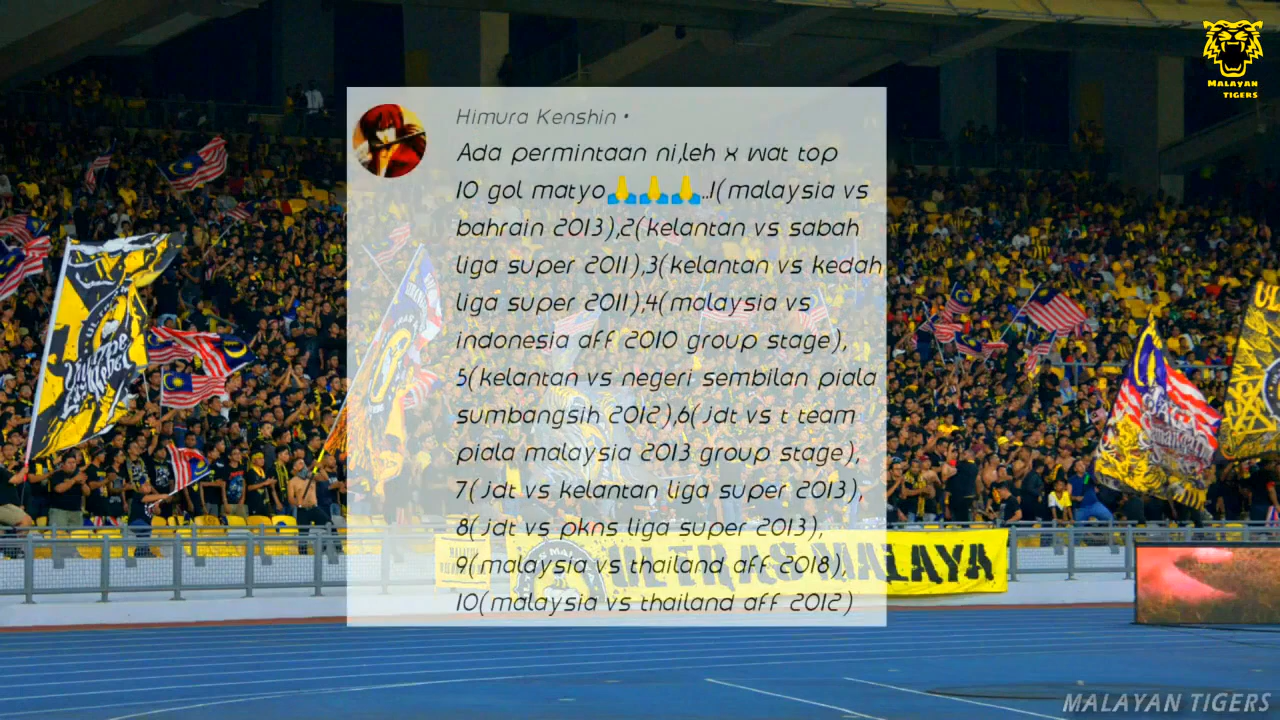 MALAYAN
TIGERS
Himura Kenshin •
Ada permintaan ni,leh x wat top
10 gol matyo🙏🙏🙏..1(malaysia vs
bahrain 2013),2(kelantan vs sabah
liga super 2011),3(kelantan vs kedah
liga super 2011),4(malaysia vs
indonesia aff 2010 group stage),
5(kelantan vs negeri sembilan piala
sumbangsih 2012),6(jdt vs t team
piala malaysia 2013 group stage),
7(jdt vs kelantan liga super 2013),
8(jdt vs pkns liga super 2013),
9(malaysia vs thailand aff 2018),
10(malaysia vs thailand aff 2012)
ULTRAS MALAYA
MALAYAN TIGERS